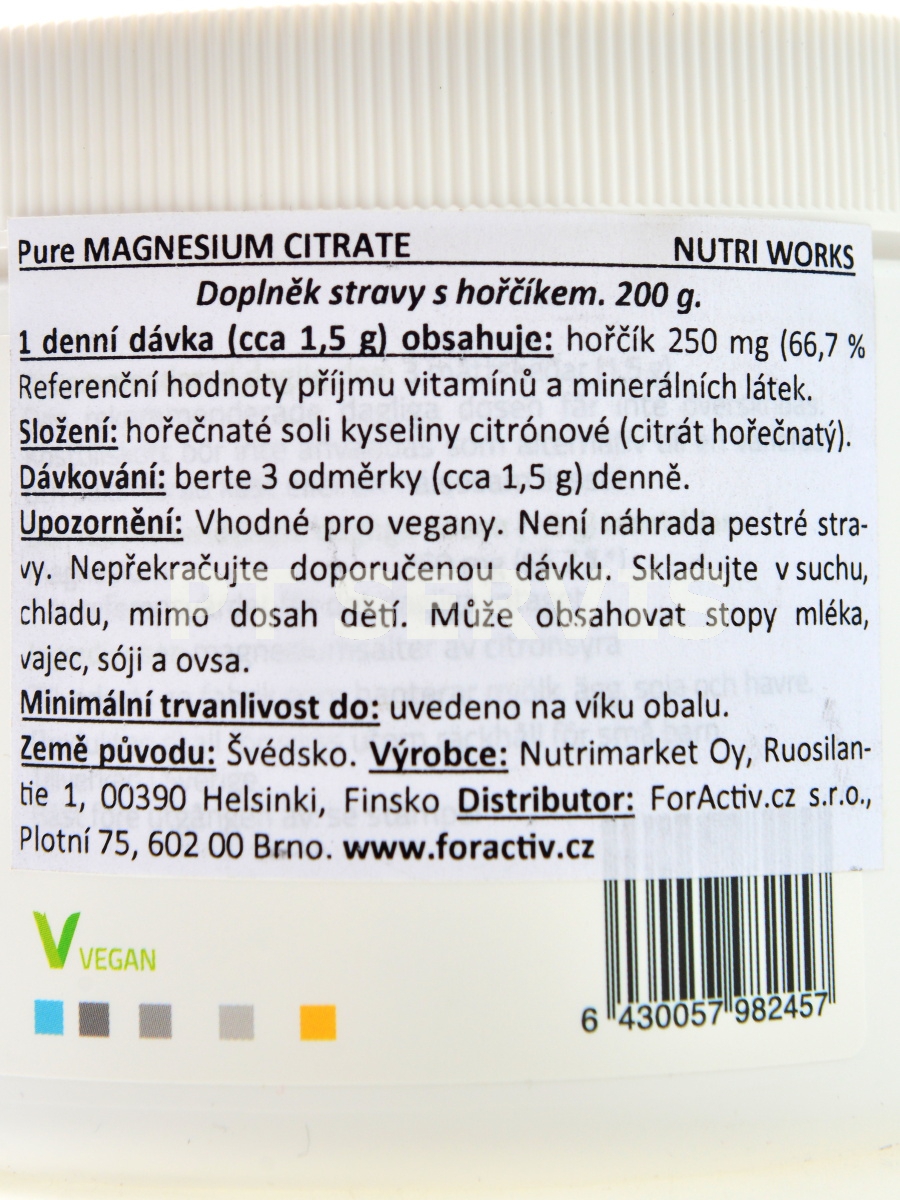 Pure MAGNESIUM CITRATE NUTRI WORKS
Doplněk stravy s hořčíkem. 200 g.
1 denní dávka (cca 1,5 g) obsahuje: hořčík 250 mg (66,7 %
Referenční hodnoty příjmu vitamínů a minerálních látek.
Složení: hořečnaté soli kyseliny citrónové (citrát hořečnatý).
Dávkování: berte 3 odměrky (cca 1,5 g) denně.
Upozornění: Vhodné pro vegany. Není náhrada pestré stra-
vy. Nepřekračujte doporučenou dávku. Skladujte v suchu,
chladu, mimo dosah dětí. Může obsahovat stopy mléka,
vajec, sóji a ovsa.
Minimální trvanlivost do: uvedeno na víku obalu.
Země původu: Švédsko. Výrobce: Nutrimarket Oy, Ruosilan-
tie 1, 00390 Helsinki, Finsko Distributor: ForActiv.cz s.r.o.,
Plotní 75, 602 00 Brno. www.foractiv.cz
VEGAN
6 430057 982457